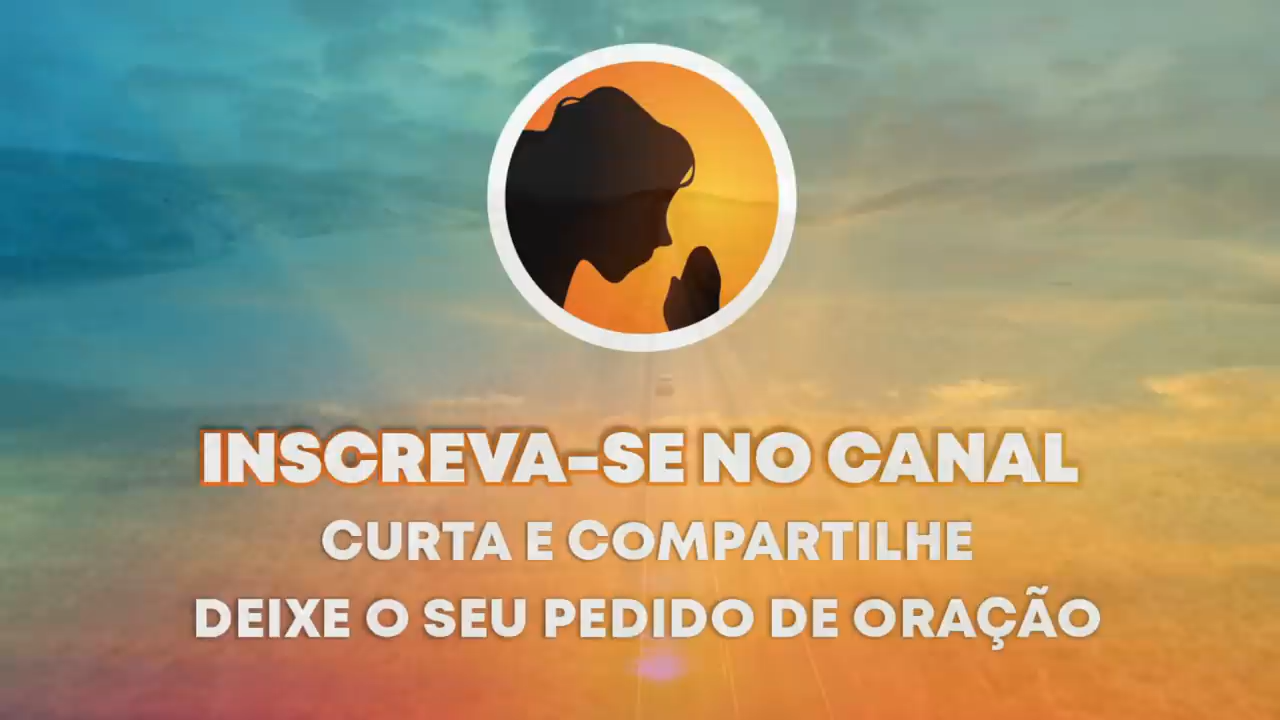 INSCREVA-SE NO CANAL
CURTA E COMPARTILHE
DEIXE O SEU PEDIDO DE ORAÇÃO